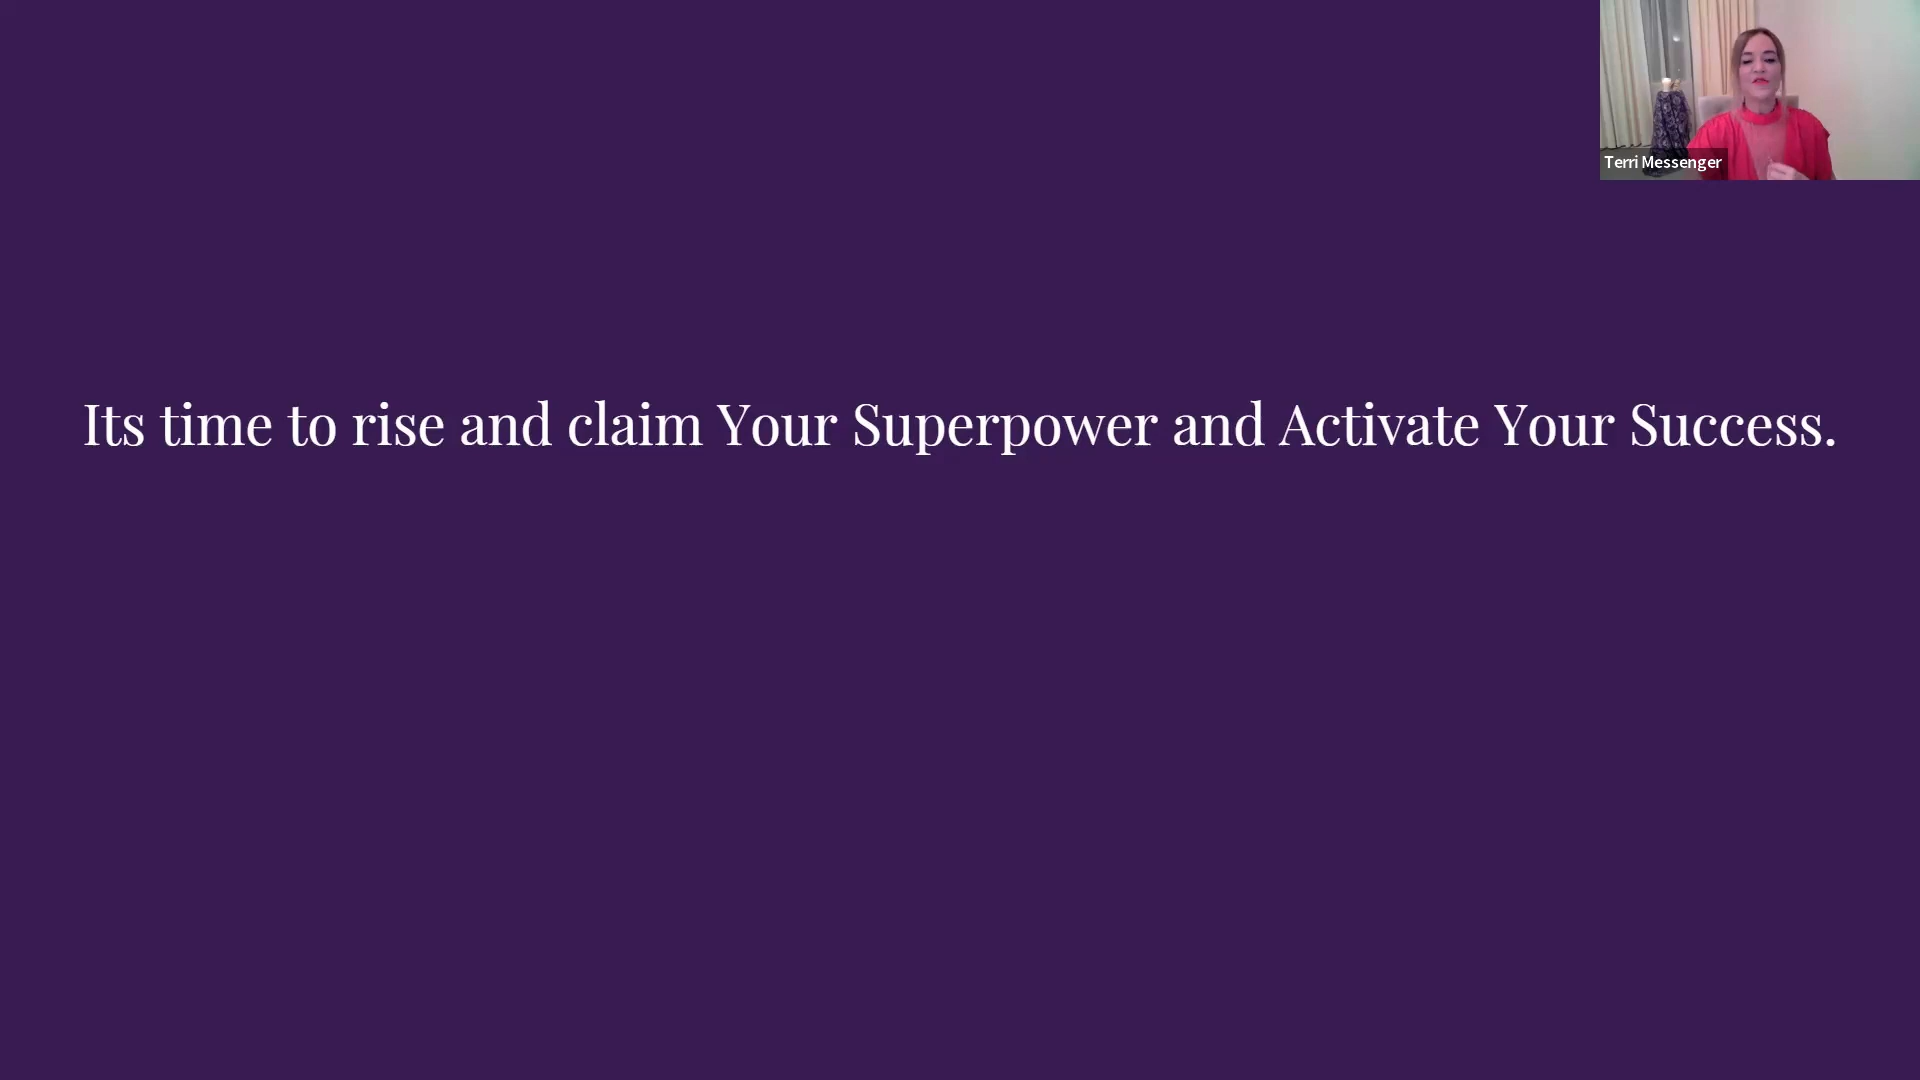 Terri Messenger
Its time to rise and claim Your Superpower and Activate Your Success.